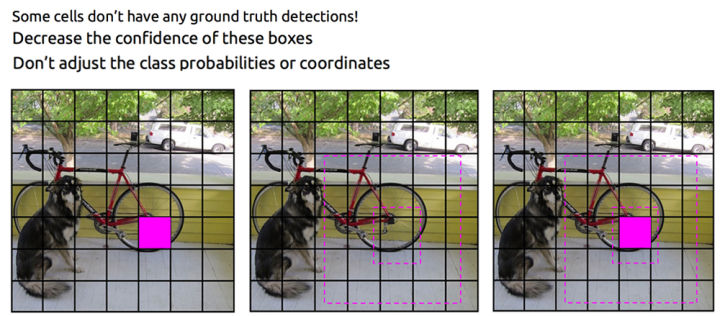 Some cells don't have any ground truth detections!
Decrease the confidence of these boxes
Don't adjust the class probabilities or coordinates